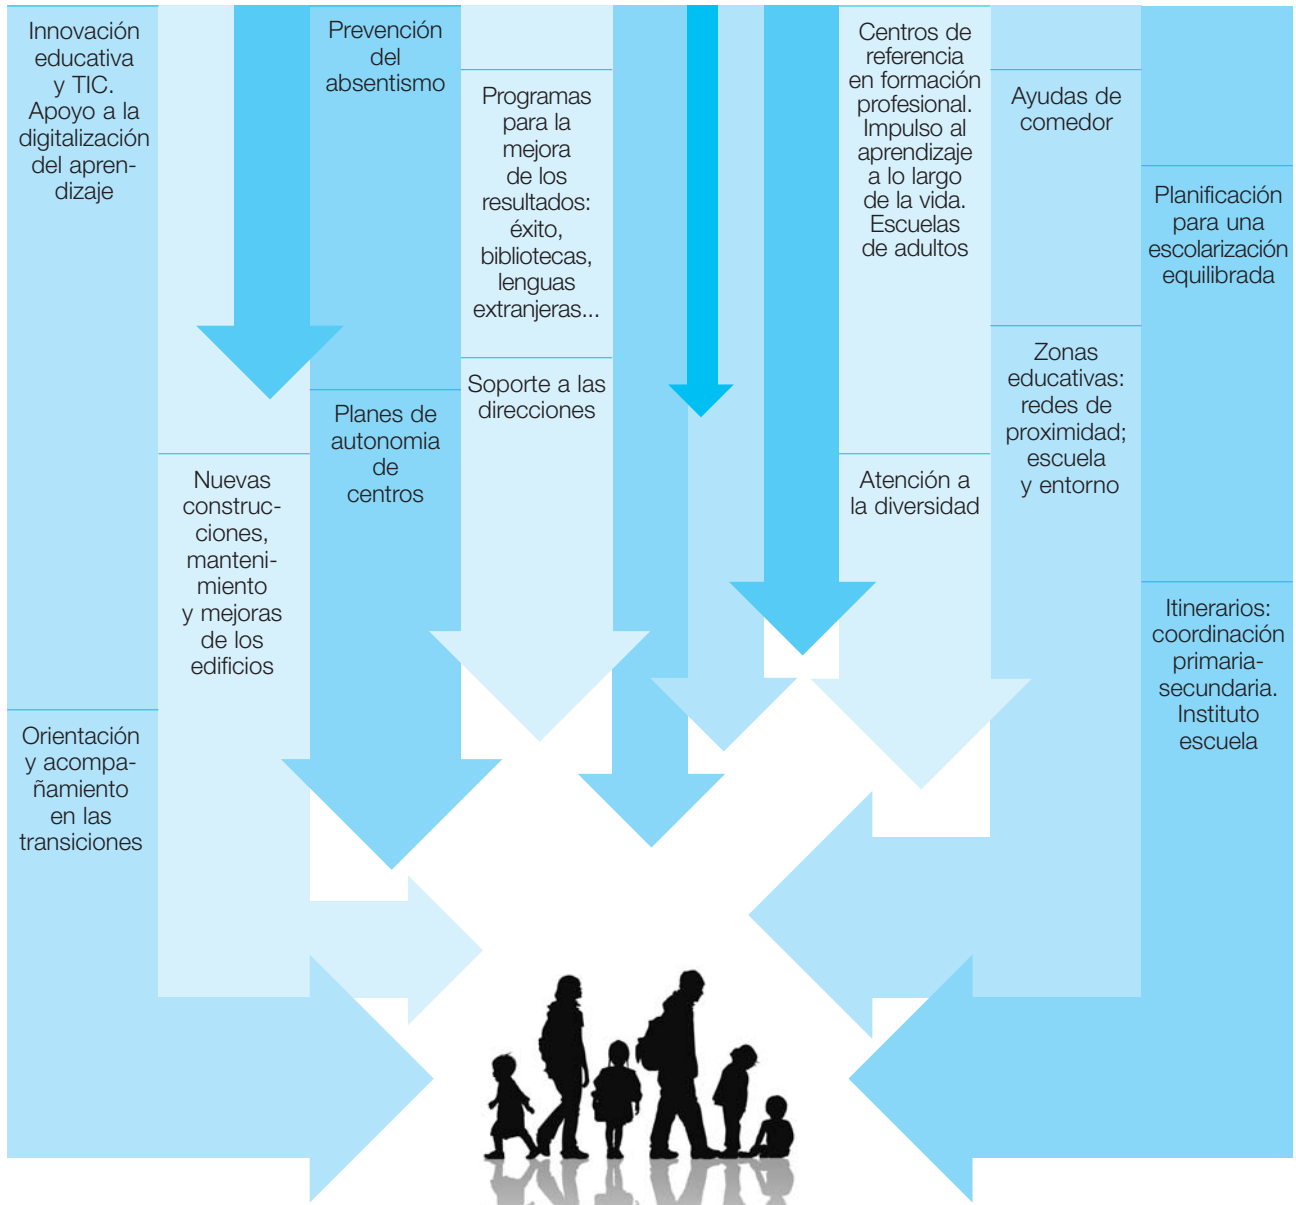 Innovación
educativa
y TIC.
Apoyo a la
digitalización
del apren-
dizaje
Orientación
y acompa-
ñamiento
en las
transiciones
Nuevas
construc-
ciones,
manteni-
miento
y mejoras
de los
edificios
Prevención
del
absentismo
Planes de
autonomia
de
centros
Programas
para la
mejora
de los
resultados:
éxito,
bibliotecas,
lenguas
extranjeras...
Soporte a las
direcciones
Centros de
referencia
en formación
profesional.
Impulso al
aprendizaje
a lo largo
de la vida.
Escuelas
de adultos
Atención a
la diversidad
Ayudas de
comedor
Zonas
educativas:
redes de
proximidad;
escuela
y entorno
Planificación
para una
escolarización
equilibrada
Itinerarios:
coordinación
primaria-
secundaria.
Instituto
escuela